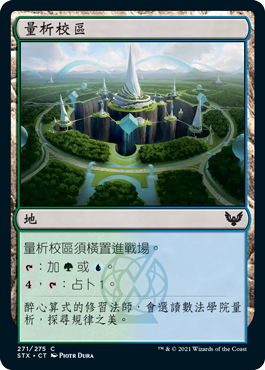 量析校區
地
量析校區須橫置進戰場。
:加或。
4,:占卜1。
醉心算式的修習法師,會選讀數法學院量
析,探尋規律之美。
271/275 C
STX • CT Piotr Dura
™ & © 2021 Wizards of the Coast